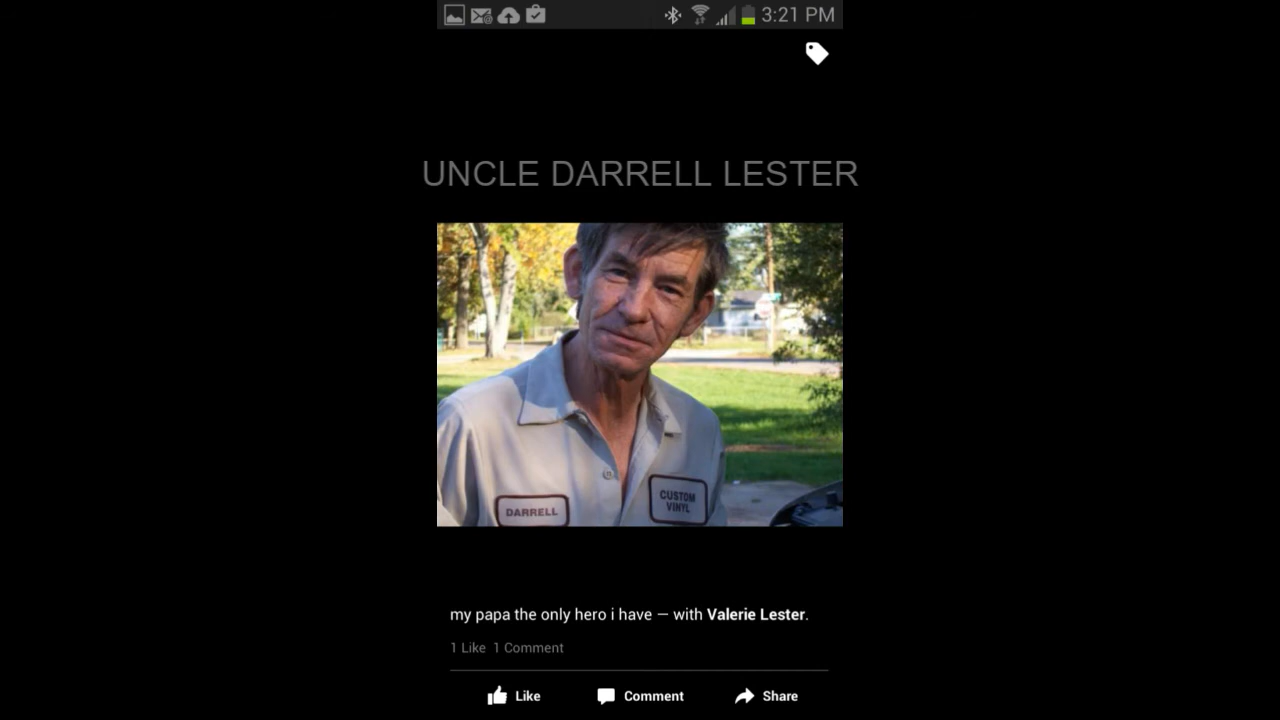 3:21 PM
UNCLE DARRELL LESTER
DARRELL
CUSTOM
VINYL
my papa the only hero i have — with Valerie Lester.
1 Like 1 Comment
Like Comment Share